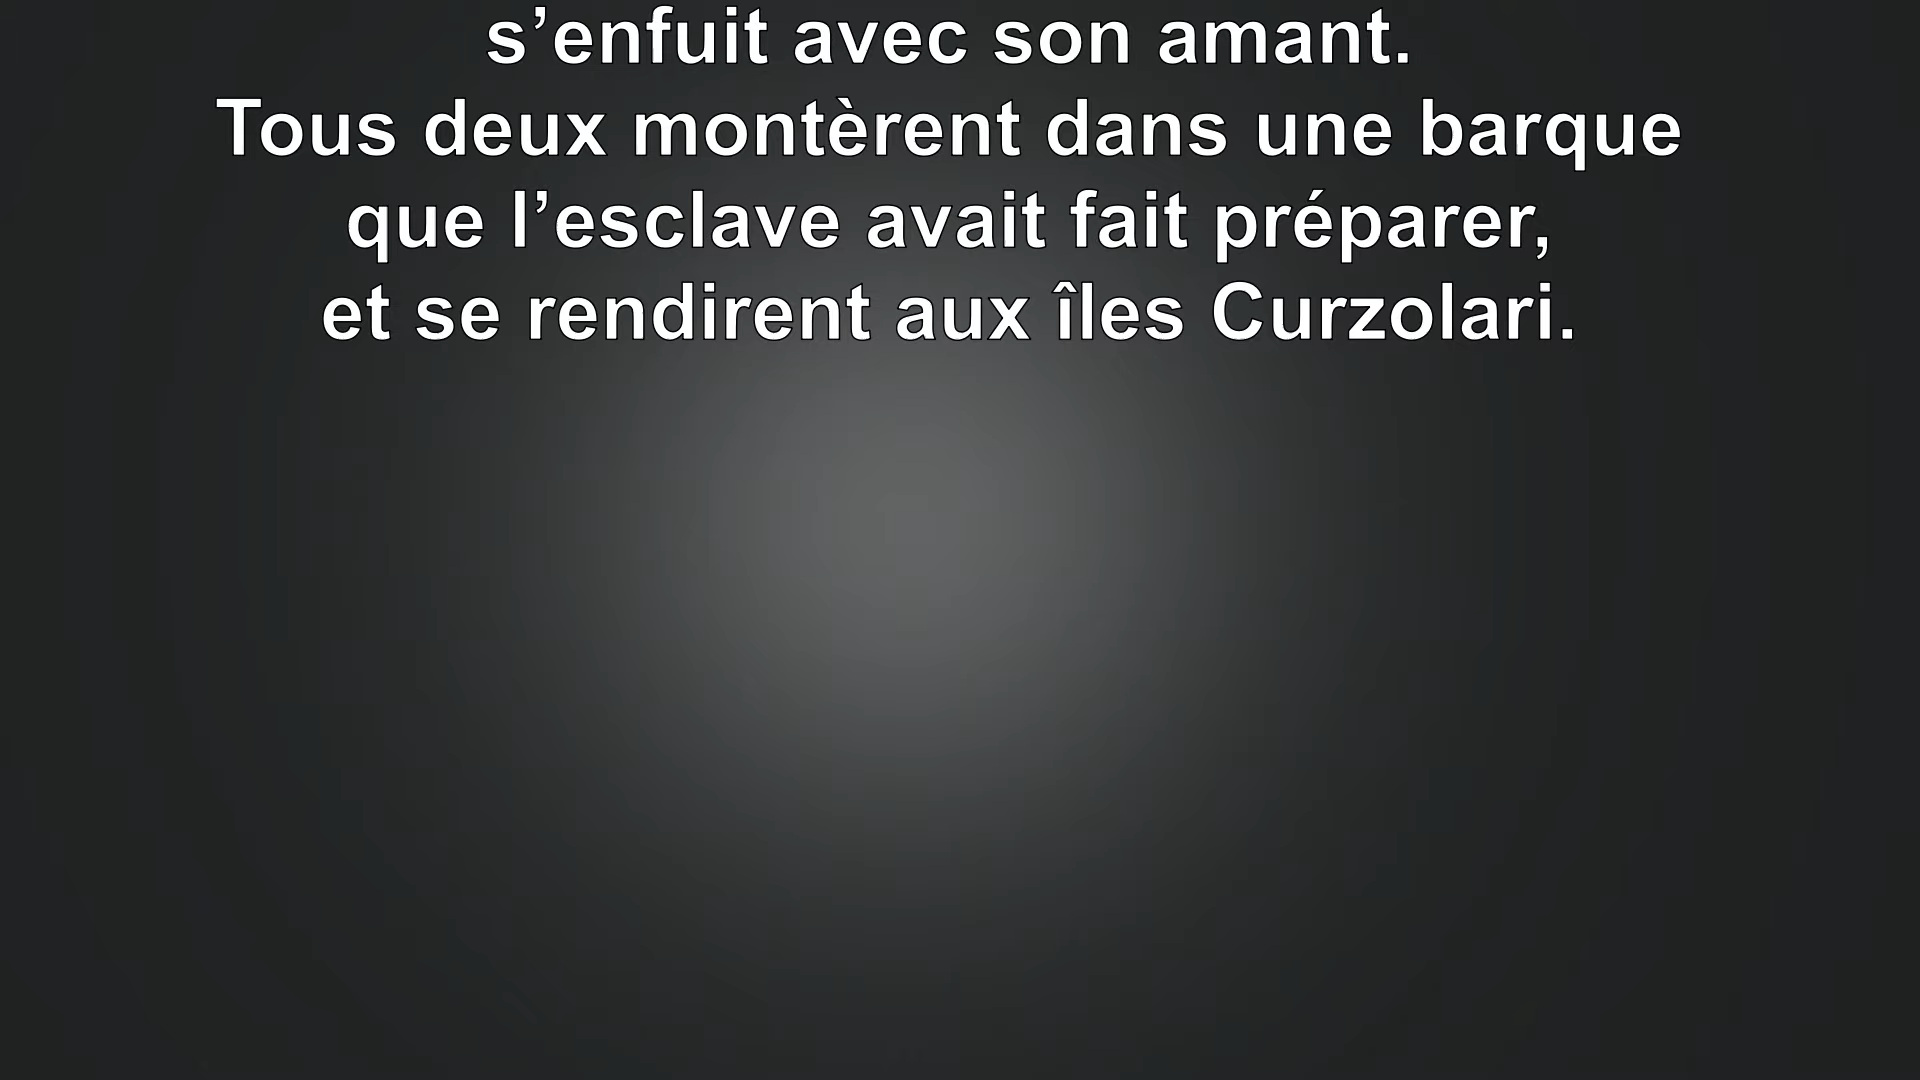 s’enfuit avec son amant.
Tous deux montèrent dans une barque
que l’esclave avait fait préparer,
et se rendirent aux îles Curzolari.